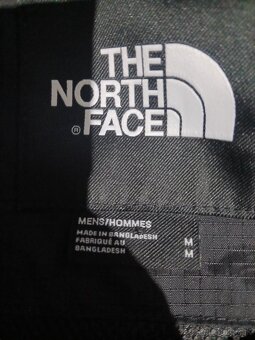 THE
NORTH
FACE
®
MENS/HOMMES
MADE IN BANGLADESH M
FABRIQUÉ AU M
BANGLADESH